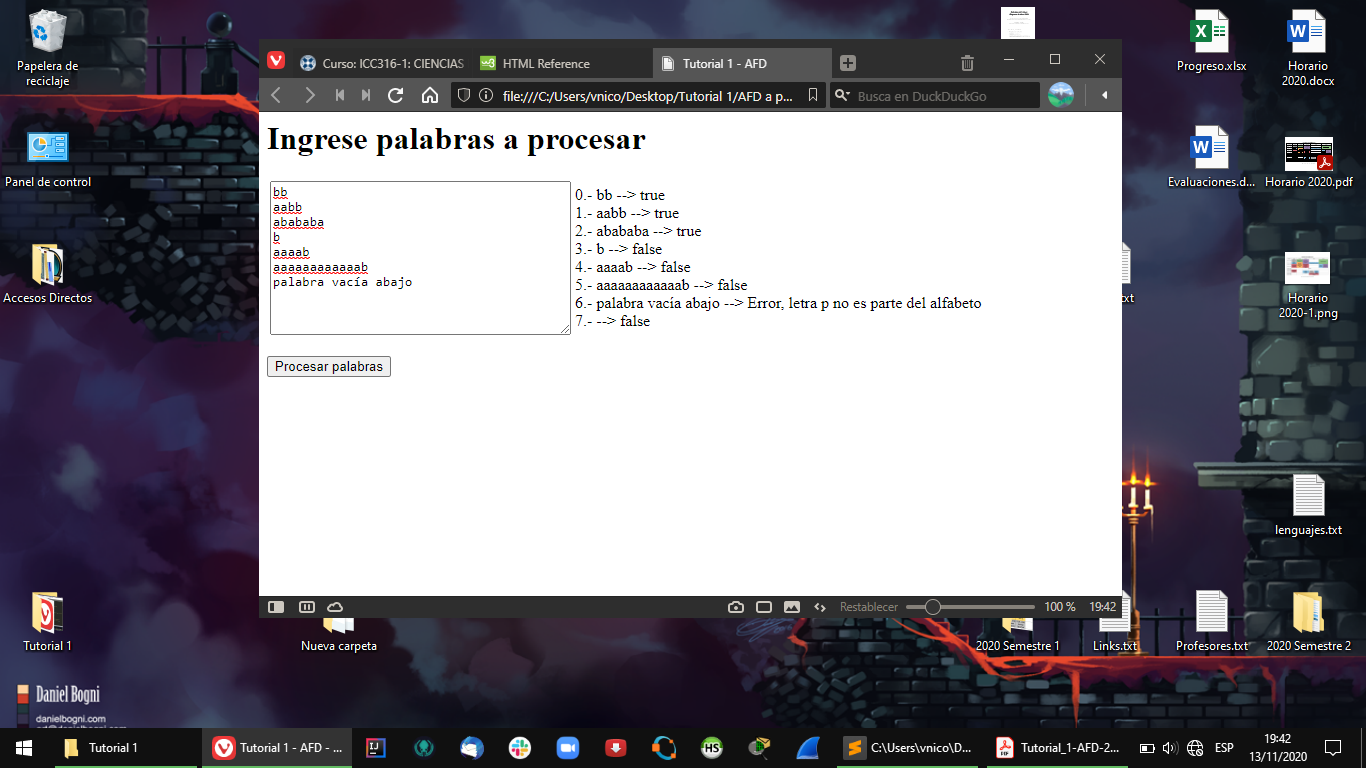 Papelera de
reciclaje
Panel de control
Accesos Directos
Tutorial 1
Nueva carpeta
Daniel Bogni
danielbogni.com
Curso: ICC316-1: CIENCIAS
HTML Reference
Tutorial 1 - AFD
file:///C:/Users/vnico/Desktop/Tutorial 1/AFD a p...
Busca en DuckDuckGo
Ingrese palabras a procesar
bb
aabb
abababa
b
aaaab
aaaaaaaaaaaab
palabra vacía abajo
0.- bb --> true
1.- aabb --> true
2.- abababa --> true
3.- b --> false
4.- aaaab --> false
5.- aaaaaaaaaaaab --> false
6.- palabra vacía abajo --> Error, letra p no es parte del alfabeto
7.- --> false
Procesar palabras
Restablecer
100 %
19:42
Progreso.xlsx
Horario
2020.docx
Evaluaciones.d...
Horario 2020.pdf
txt
Horario
2020-1.png
lenguajes.txt
2020 Semestre 1
Links.txt
Profesores.txt
2020 Semestre 2
Tutorial 1
Tutorial 1 - AFD - ...
IJ
HS
C:\Users\vnico\D...
Tutorial_1-AFD-2...
ESP
19:42
13/11/2020